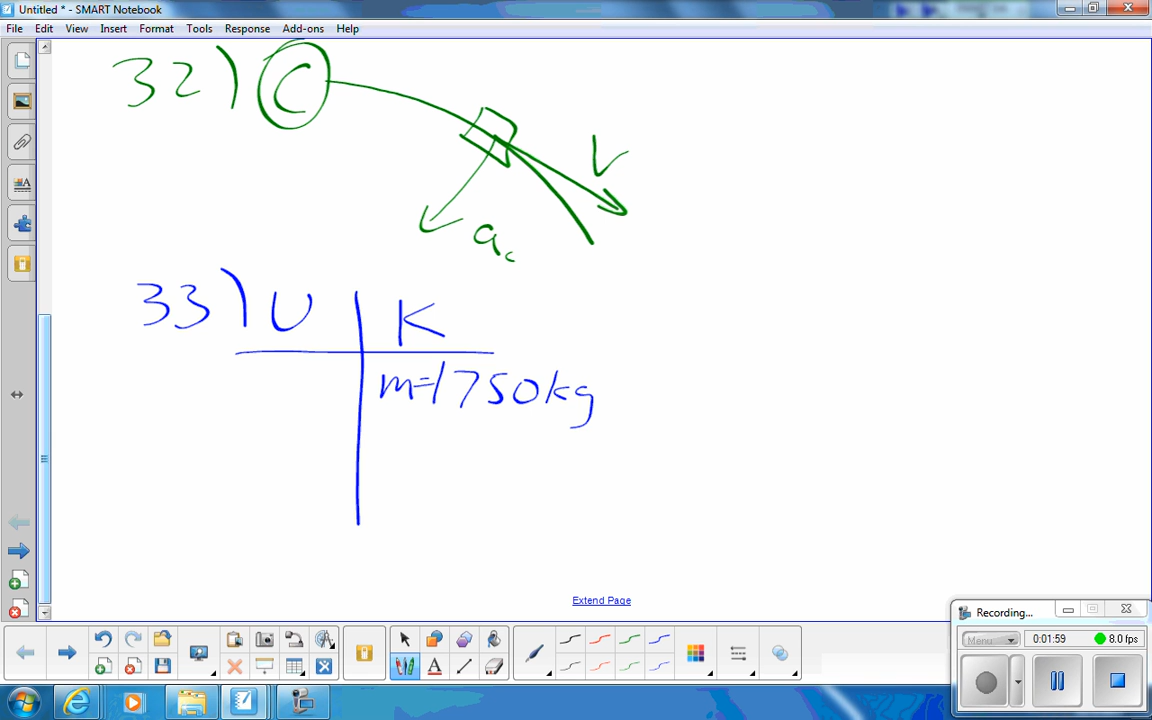 Untitled * - SMART Notebook
File Edit View Insert Format Tools Response Add-ons Help
32) C
V
ac
33) U K
m=1750kg
Extend Page
Recording...
Menu 0:01:59 8.0 fps